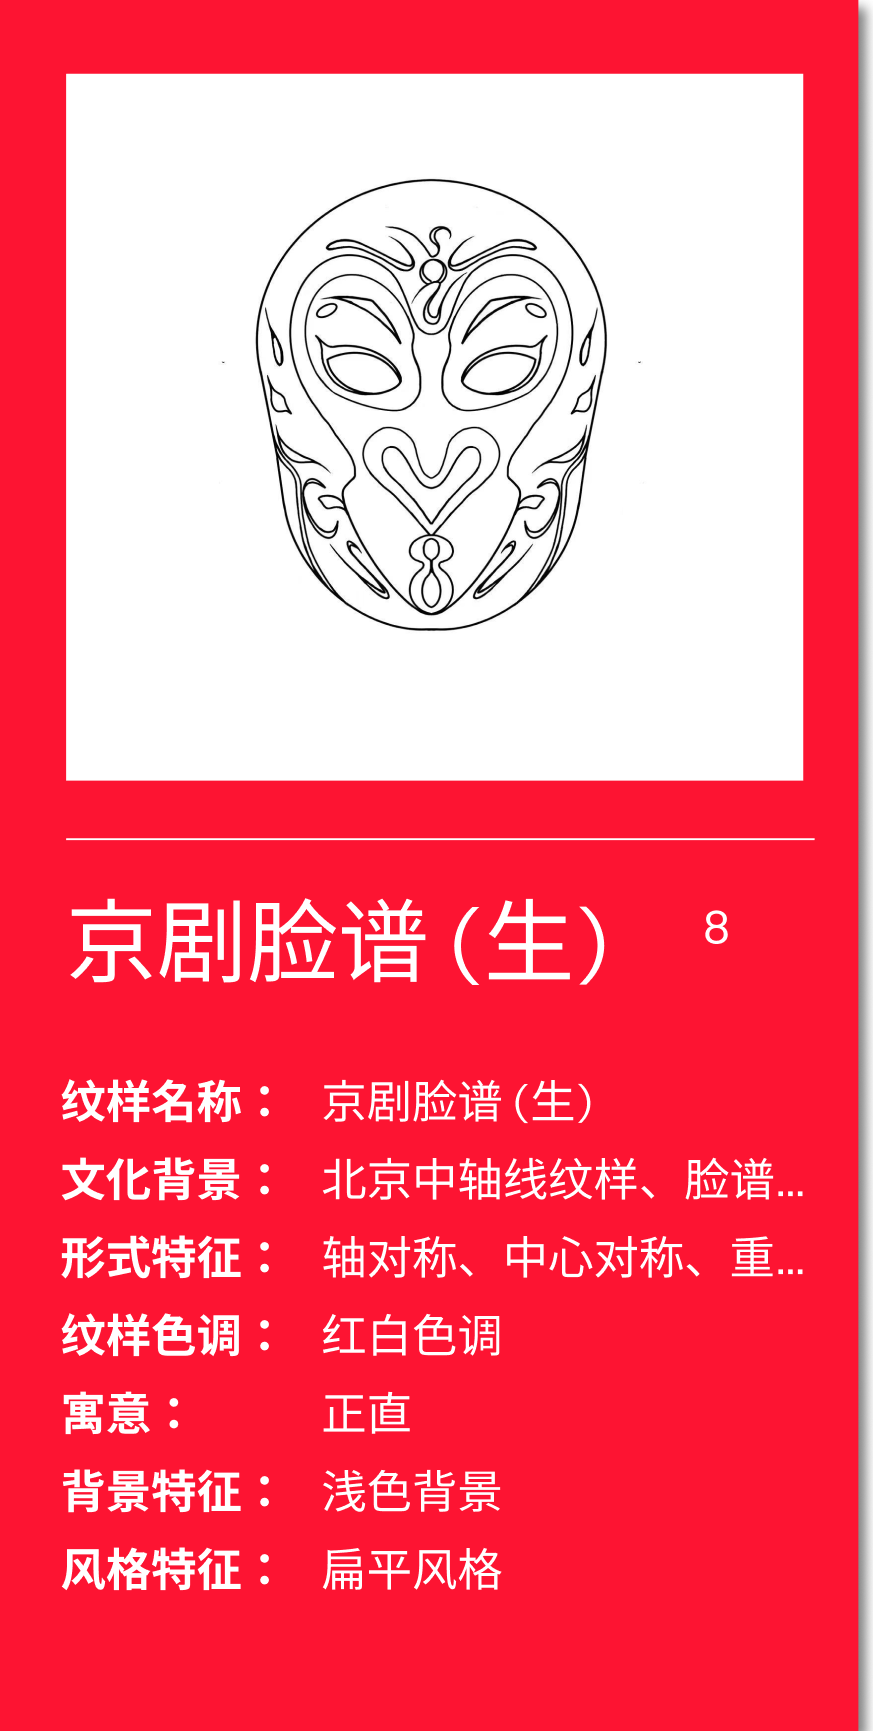 京剧脸谱(生)
8
纹样名称： 京剧脸谱(生)
文化背景： 北京中轴线纹样、脸谱...
形式特征： 轴对称、中心对称、重...
纹样色调： 红白色调
寓意： 正直
背景特征： 浅色背景
风格特征： 扁平风格